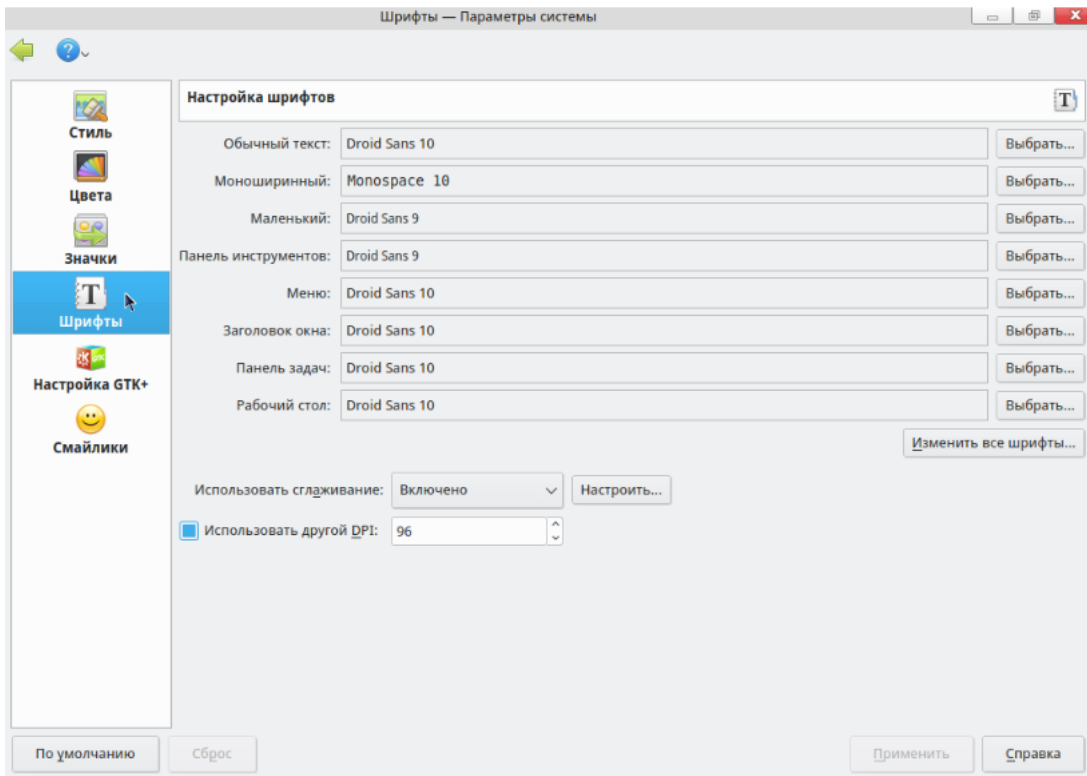 Шрифты — Параметры системы
Стиль
Цвета
Значки
Шрифты
Настройка GTK+
Смайлики
Настройка шрифтов
Обычный текст: Droid Sans 10 Выбрать...
Моноширинный: Monospace 10 Выбрать...
Маленький: Droid Sans 9 Выбрать...
Панель инструментов: Droid Sans 9 Выбрать...
Меню: Droid Sans 10 Выбрать...
Заголовок окна: Droid Sans 10 Выбрать...
Панель задач: Droid Sans 10 Выбрать...
Рабочий стол: Droid Sans 10 Выбрать...
Изменить все шрифты...
Использовать сглаживание: Включено Настроить...
Использовать другой DPI: 96
По умолчанию Сброс Применить Справка